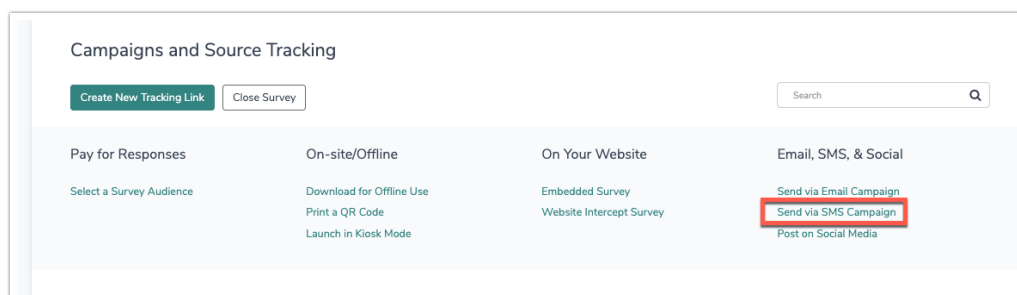 Campaigns and Source Tracking
Create New Tracking Link
Close Survey
Search
Pay for Responses
Select a Survey Audience
On-site/Offline
Download for Offline Use
Print a QR Code
Launch in Kiosk Mode
On Your Website
Embedded Survey
Website Intercept Survey
Email, SMS, & Social
Send via Email Campaign
Send via SMS Campaign
Post on Social Media